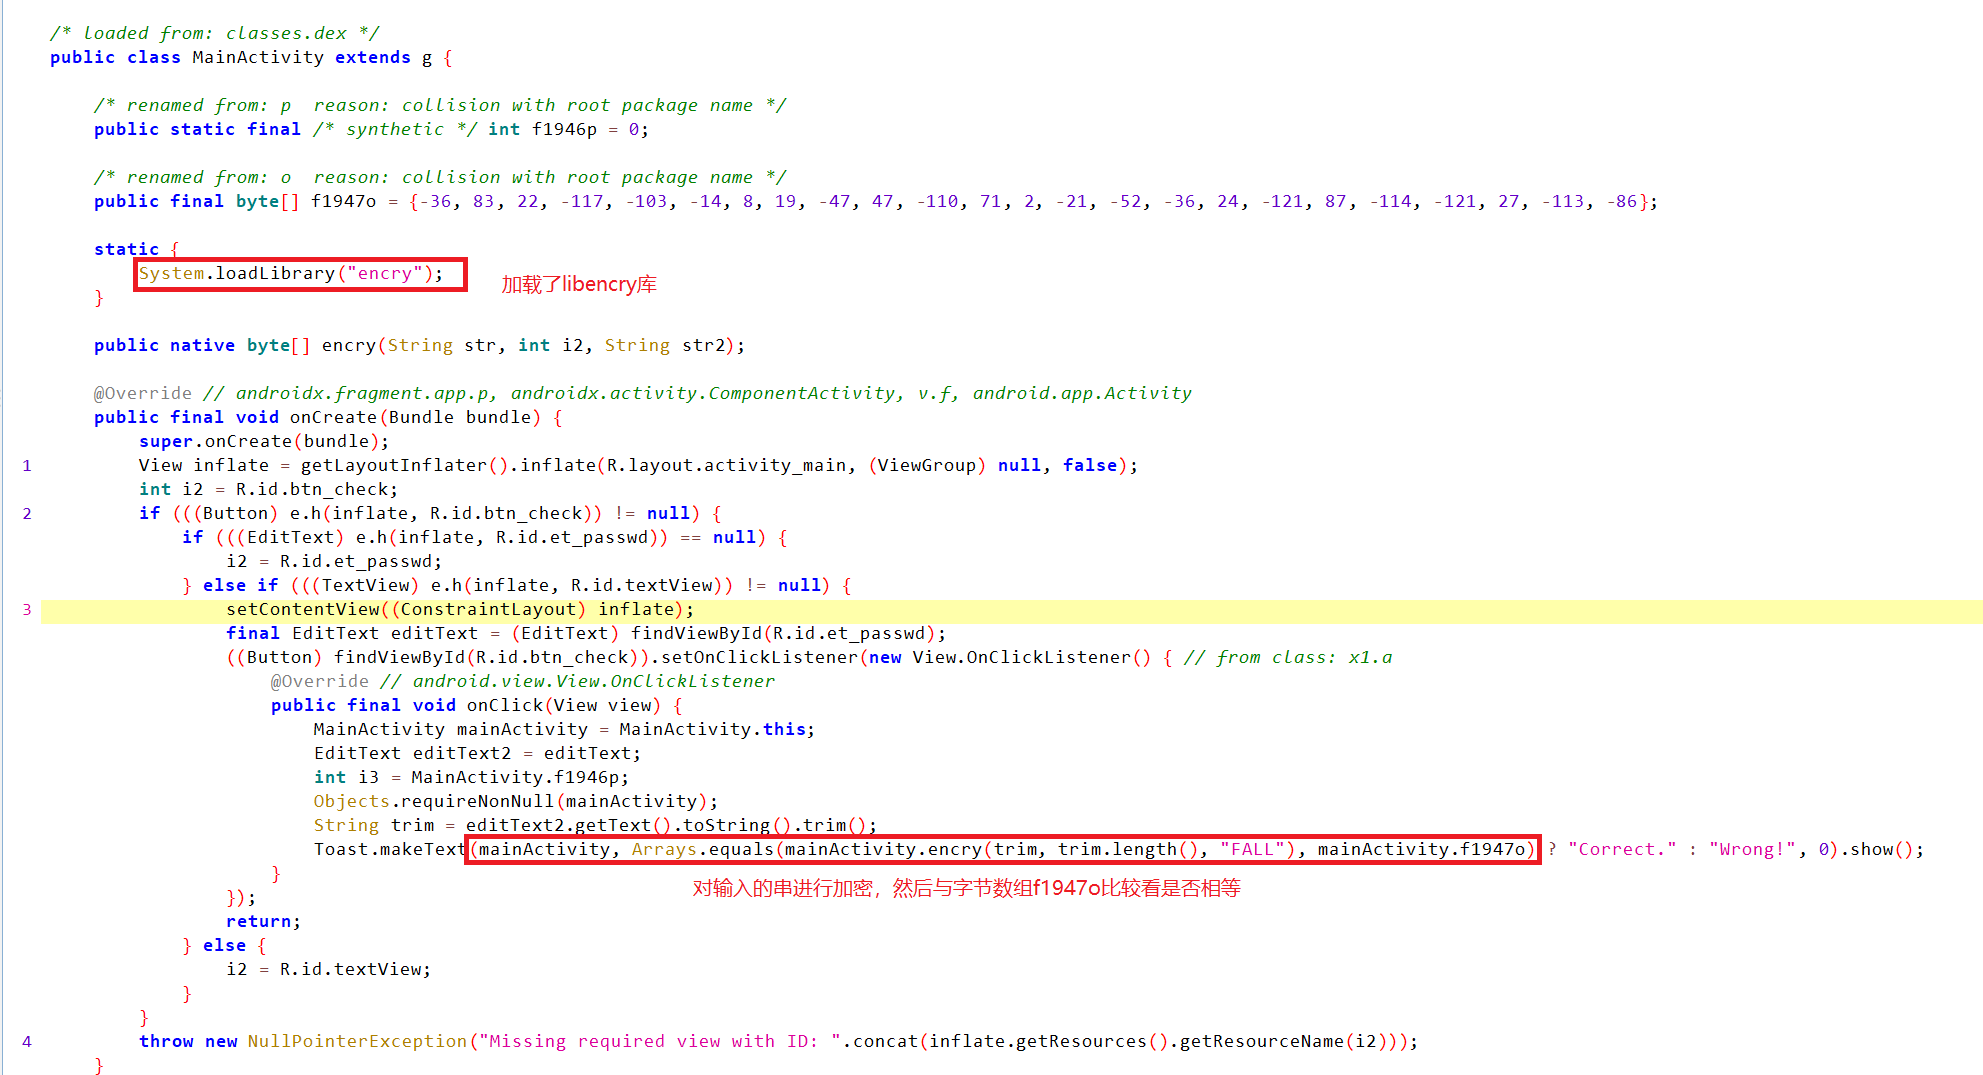 /* loaded from: classes.dex */
public class MainActivity extends g {
/* renamed from: p  reason: collision with root package name */
public static final /* synthetic */ int f1946p = 0;
/* renamed from: o  reason: collision with root package name */
public final byte[] f1947o = {-36, 83, 22, -117, -103, -14, 8, 19, -47, 47, -110, 71, 2, -21, -52, -36, 24, -121, 87, -114, -121, 27, -113, -86};
static {
System.loadLibrary("encry");
加载了libencry库
}
public native byte[] encry(String str, int i2, String str2);
@Override // androidx.fragment.app.p, androidx.activity.ComponentActivity, v.f, android.app.Activity
public final void onCreate(Bundle bundle) {
super.onCreate(bundle);
1 View inflate = getLayoutInflater().inflate(R.layout.activity_main, (ViewGroup) null, false);
int i2 = R.id.btn_check;
2 if (((Button) e.h(inflate, R.id.btn_check)) != null) {
if (((EditText) e.h(inflate, R.id.et_passwd)) == null) {
i2 = R.id.et_passwd;
} else if (((TextView) e.h(inflate, R.id.textView)) != null) {
3 setContentView((ConstraintLayout) inflate);
final EditText editText = (EditText) findViewById(R.id.et_passwd);
((Button) findViewById(R.id.btn_check)).setOnClickListener(new View.OnClickListener() { // from class: x1.a
@Override // android.view.View.OnClickListener
public final void onClick(View view) {
MainActivity mainActivity = MainActivity.this;
EditText editText2 = editText;
int i3 = MainActivity.f1946p;
Objects.requireNonNull(mainActivity);
String trim = editText2.getText().toString().trim();
Toast.makeText(mainActivity, Arrays.equals(mainActivity.encry(trim, trim.length(), "FALL"), mainActivity.f1947o) ? "Correct." : "Wrong!", 0).show();
}
对输入的串进行加密，然后与字节数组f1947o比较看是否相等
});
return;
} else {
i2 = R.id.textView;
}
}
4 throw new NullPointerException("Missing required view with ID: ".concat(inflate.getResources().getResourceName(i2)));
}